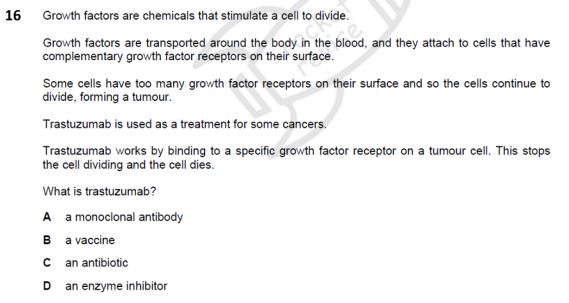 16 Growth factors are chemicals that stimulate a cell to divide.
Growth factors are transported around the body in the blood, and they attach to cells that have
complementary growth factor receptors on their surface.
Some cells have too many growth factor receptors on their surface and so the cells continue to
divide, forming a tumour.
Trastuzumab is used as a treatment for some cancers.
Trastuzumab works by binding to a specific growth factor receptor on a tumour cell. This stops
the cell dividing and the cell dies.
What is trastuzumab?
A a monoclonal antibody
B a vaccine
C an antibiotic
D an enzyme inhibitor